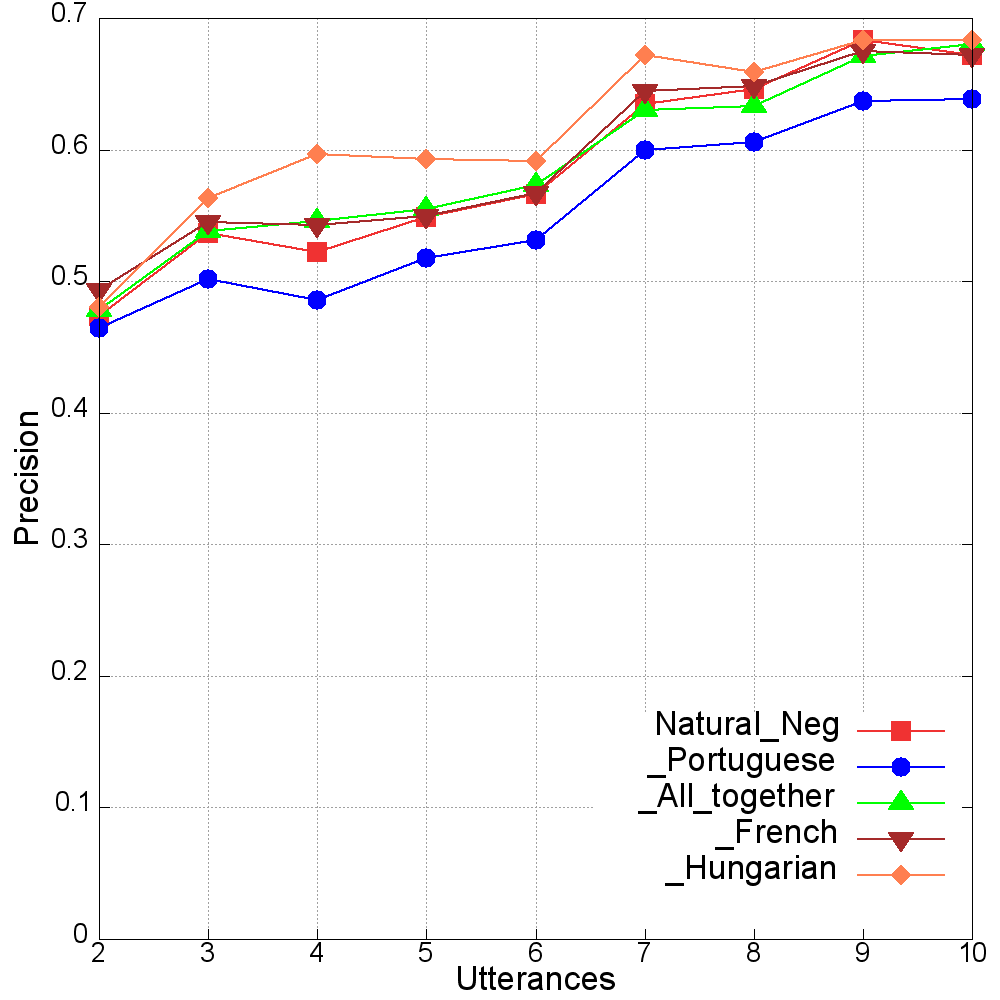 0.7
0.6
0.5
0.4
0.3
0.2
0.1
0
Precision
Natural_Neg
_Portuguese
_All_together
_French
_Hungarian
2 3 4 5 6 7 8 9 10
Utterances